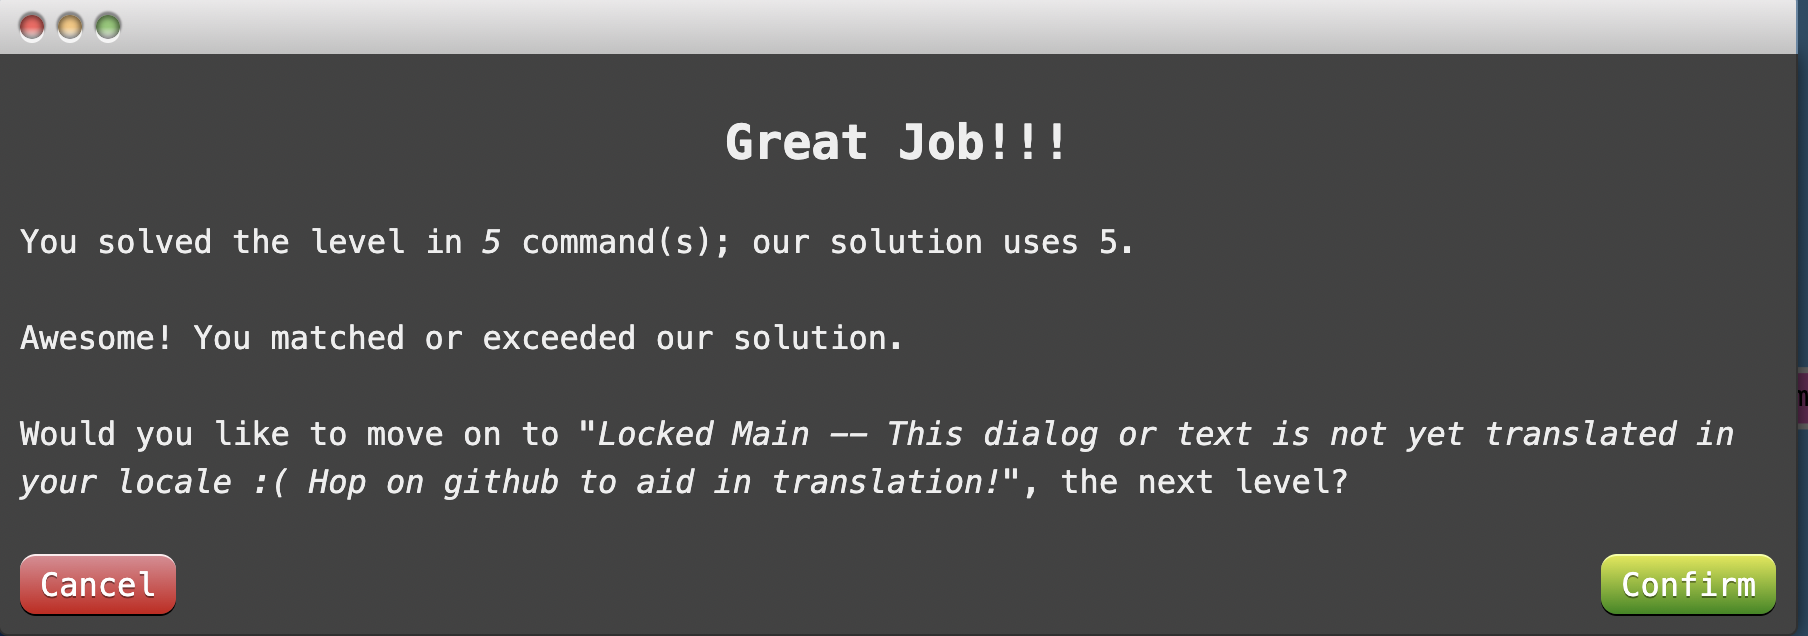 Great Job!!!
You solved the level in 5 command(s); our solution uses 5.
Awesome! You matched or exceeded our solution.
Would you like to move on to "Locked Main -- This dialog or text is not yet translated in
your locale :( Hop on github to aid in translation!", the next level?
Cancel
Confirm